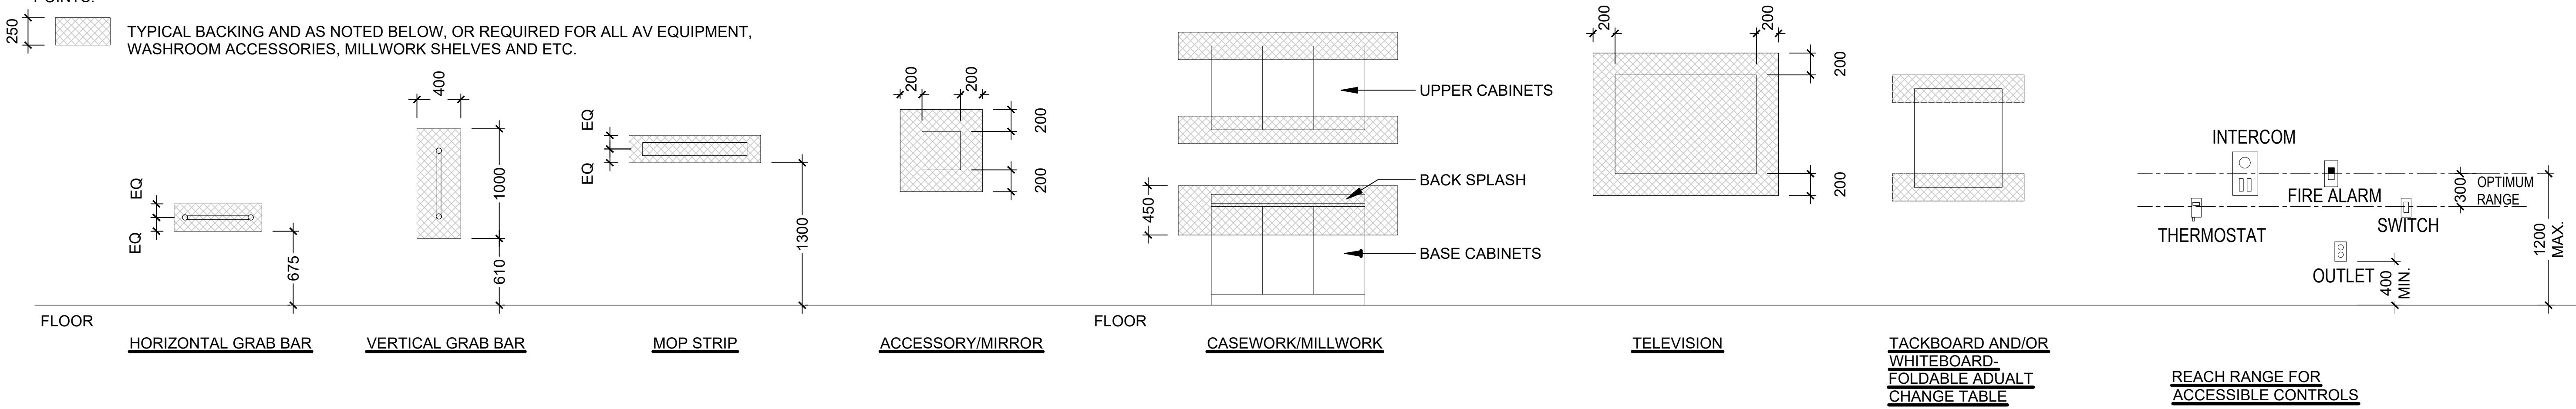 POINTS.
250
TYPICAL BACKING AND AS NOTED BELOW, OR REQUIRED FOR ALL AV EQUIPMENT,
WASHROOM ACCESSORIES, MILLWORK SHELVES AND ETC.
EQ
EQ
675
400
1000
610
EQ
EQ
1300
200
200
200
200
UPPER CABINETS
BACK SPLASH
450
BASE CABINETS
200
200
200
200
INTERCOM
FIRE ALARM
300
OPTIMUM
RANGE
THERMOSTAT
SWITCH
OUTLET
400
MIN.
1200
MAX.
FLOOR
FLOOR
HORIZONTAL GRAB BAR
VERTICAL GRAB BAR
MOP STRIP
ACCESSORY/MIRROR
CASEWORK/MILLWORK
TELEVISION
TACKBOARD AND/OR
WHITEBOARD-
FOLDABLE ADUALT
CHANGE TABLE
REACH RANGE FOR
ACCESSIBLE CONTROLS